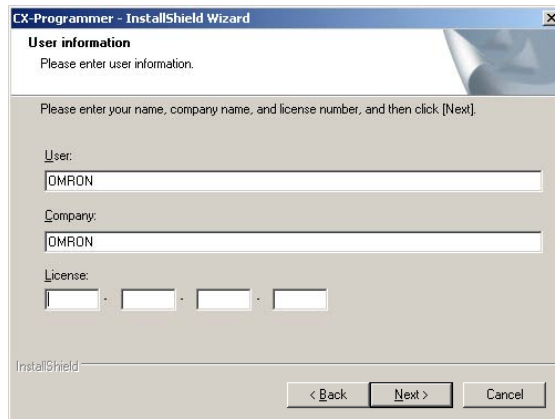 CX-Programmer - InstallShield Wizard
User information
Please enter user information.
Please enter your name, company name, and license number, and then click [Next].
User:
OMRON
Company:
OMRON
License:
- - -
InstallShield
< Back Next > Cancel